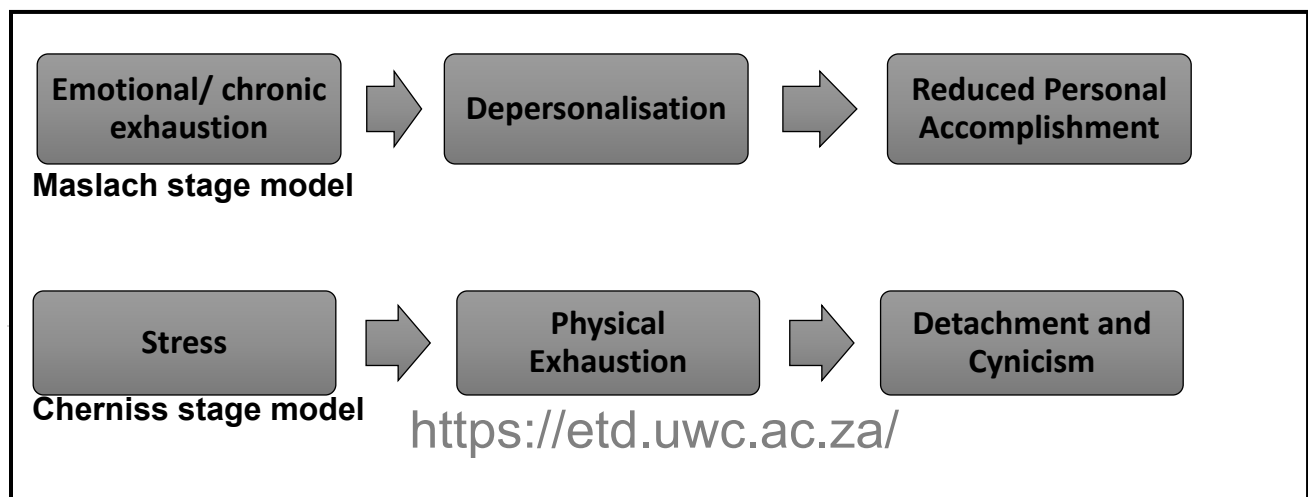 Emotional/ chronic
exhaustion
Depersonalisation
Reduced Personal
Accomplishment
Maslach stage model
Stress
Physical
Exhaustion
Detachment and
Cynicism
Cherniss stage model
https://etd.uwc.ac.za/